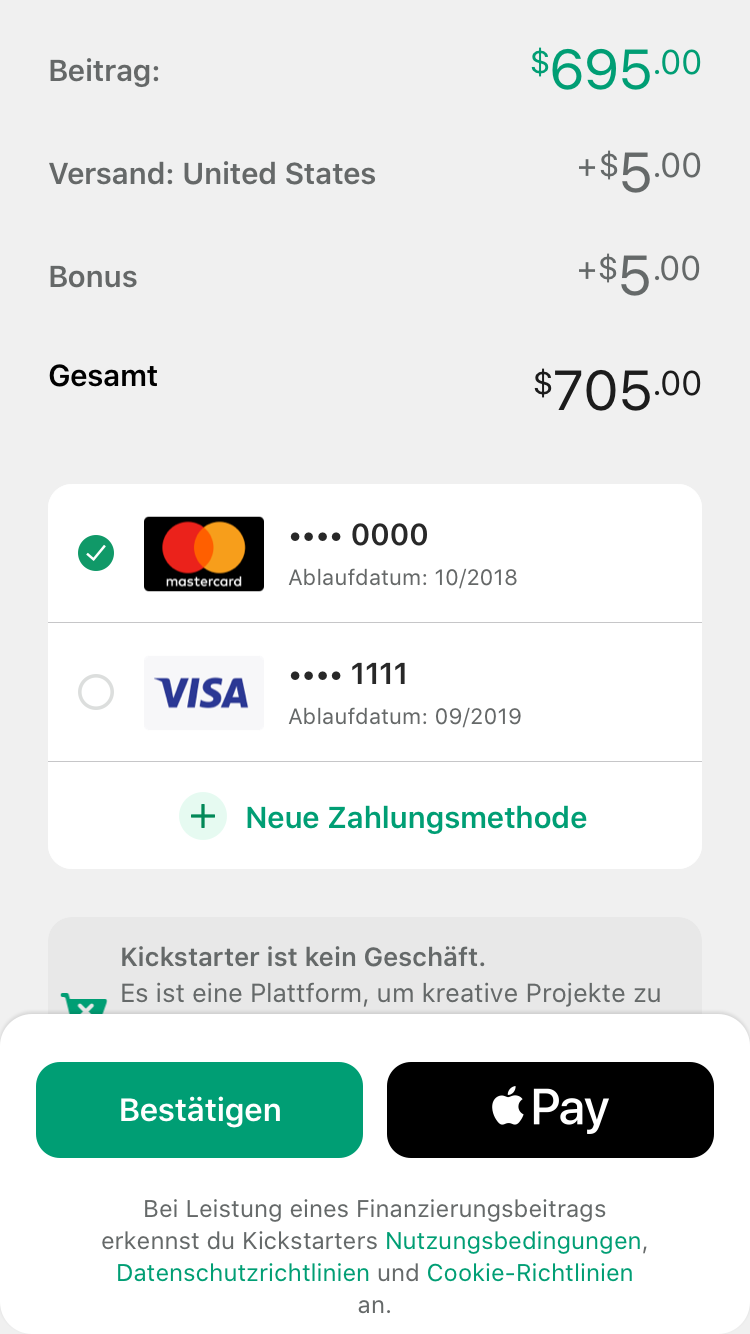 Beitrag: $695.00
Versand: United States +$5.00
Bonus +$5.00
Gesamt $705.00
mastercard
•••• 0000
Ablaufdatum: 10/2018
VISA
•••• 1111
Ablaufdatum: 09/2019
+ Neue Zahlungsmethode
Kickstarter ist kein Geschäft.
Es ist eine Plattform, um kreative Projekte zu
Bestätigen
Pay
Bei Leistung eines Finanzierungsbeitrags
erkennst du Kickstarters Nutzungsbedingungen,
Datenschutzrichtlinien und Cookie-Richtlinien
an.